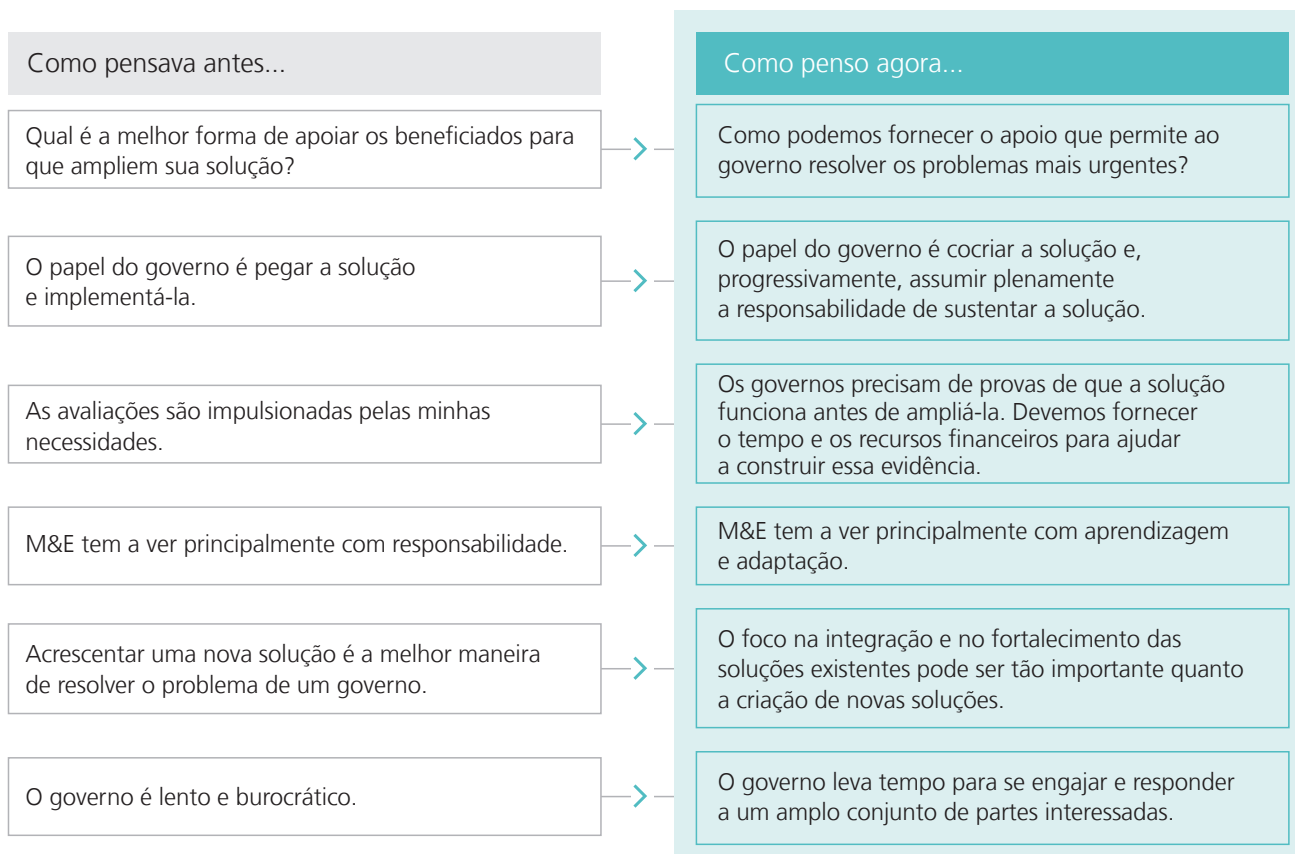 Como pensava antes...
Como penso agora...
Qual é a melhor forma de apoiar os beneficiados para
que ampliem sua solução?
Como podemos fornecer o apoio que permite ao
governo resolver os problemas mais urgentes?
O papel do governo é pegar a solução
e implementá-la.
O papel do governo é cocriar a solução e,
progressivamente, assumir plenamente
a responsabilidade de sustentar a solução.
As avaliações são impulsionadas pelas minhas
necessidades.
Os governos precisam de provas de que a solução
funciona antes de ampliá-la. Devemos fornecer
o tempo e os recursos financeiros para ajudar
a construir essa evidência.
M&E tem a ver principalmente com responsabilidade.
M&E tem a ver principalmente com aprendizagem
e adaptação.
Acrescentar uma nova solução é a melhor maneira
de resolver o problema de um governo.
O foco na integração e no fortalecimento das
soluções existentes pode ser tão importante quanto
a criação de novas soluções.
O governo é lento e burocrático.
O governo leva tempo para se engajar e responder
a um amplo conjunto de partes interessadas.